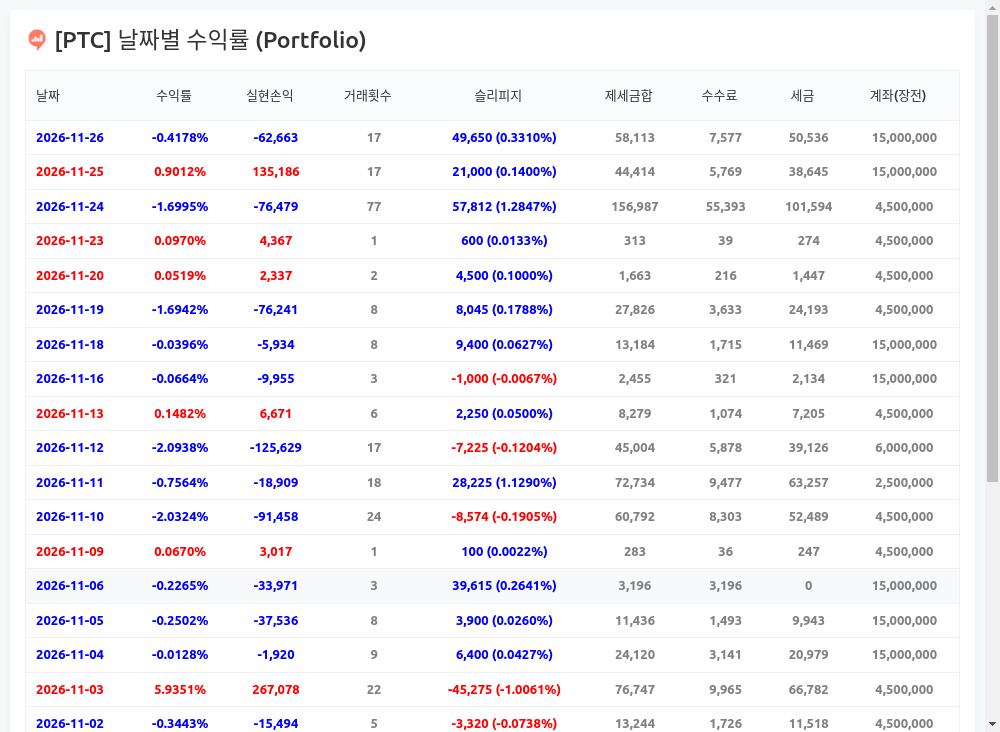 [PTC] 날짜별 수익률 (Portfolio)
날짜 수익률 실현손익 거래횟수 슬리피지 제세금합 수수료 세금 계좌(장전)
2026-11-26 -0.4178% -62,663 17 49,650 (0.3310%) 58,113 7,577 50,536 15,000,000
2026-11-25 0.9012% 135,186 17 21,000 (0.1400%) 44,414 5,769 38,645 15,000,000
2026-11-24 -1.6995% -76,479 77 57,812 (1.2847%) 156,987 55,393 101,594 4,500,000
2026-11-23 0.0970% 4,367 1 600 (0.0133%) 313 39 274 4,500,000
2026-11-20 0.0519% 2,337 2 4,500 (0.1000%) 1,663 216 1,447 4,500,000
2026-11-19 -1.6942% -76,241 8 8,045 (0.1788%) 27,826 3,633 24,193 4,500,000
2026-11-18 -0.0396% -5,934 8 9,400 (0.0627%) 13,184 1,715 11,469 15,000,000
2026-11-16 -0.0664% -9,955 3 -1,000 (-0.0067%) 2,455 321 2,134 15,000,000
2026-11-13 0.1482% 6,671 6 2,250 (0.0500%) 8,279 1,074 7,205 4,500,000
2026-11-12 -2.0938% -125,629 17 -7,225 (-0.1204%) 45,004 5,878 39,126 6,000,000
2026-11-11 -0.7564% -18,909 18 28,225 (1.1290%) 72,734 9,477 63,257 2,500,000
2026-11-10 -2.0324% -91,458 24 -8,574 (-0.1905%) 60,792 8,303 52,489 4,500,000
2026-11-09 0.0670% 3,017 1 100 (0.0022%) 283 36 247 4,500,000
2026-11-06 -0.2265% -33,971 3 39,615 (0.2641%) 3,196 3,196 0 15,000,000
2026-11-05 -0.2502% -37,536 8 3,900 (0.0260%) 11,436 1,493 9,943 15,000,000
2026-11-04 -0.0128% -1,920 9 6,400 (0.0427%) 24,120 3,141 20,979 15,000,000
2026-11-03 5.9351% 267,078 22 -45,275 (-1.0061%) 76,747 9,965 66,782 4,500,000
2026-11-02 -0.3443% -15,494 5 -3,320 (-0.0738%) 13,244 1,726 11,518 4,500,000